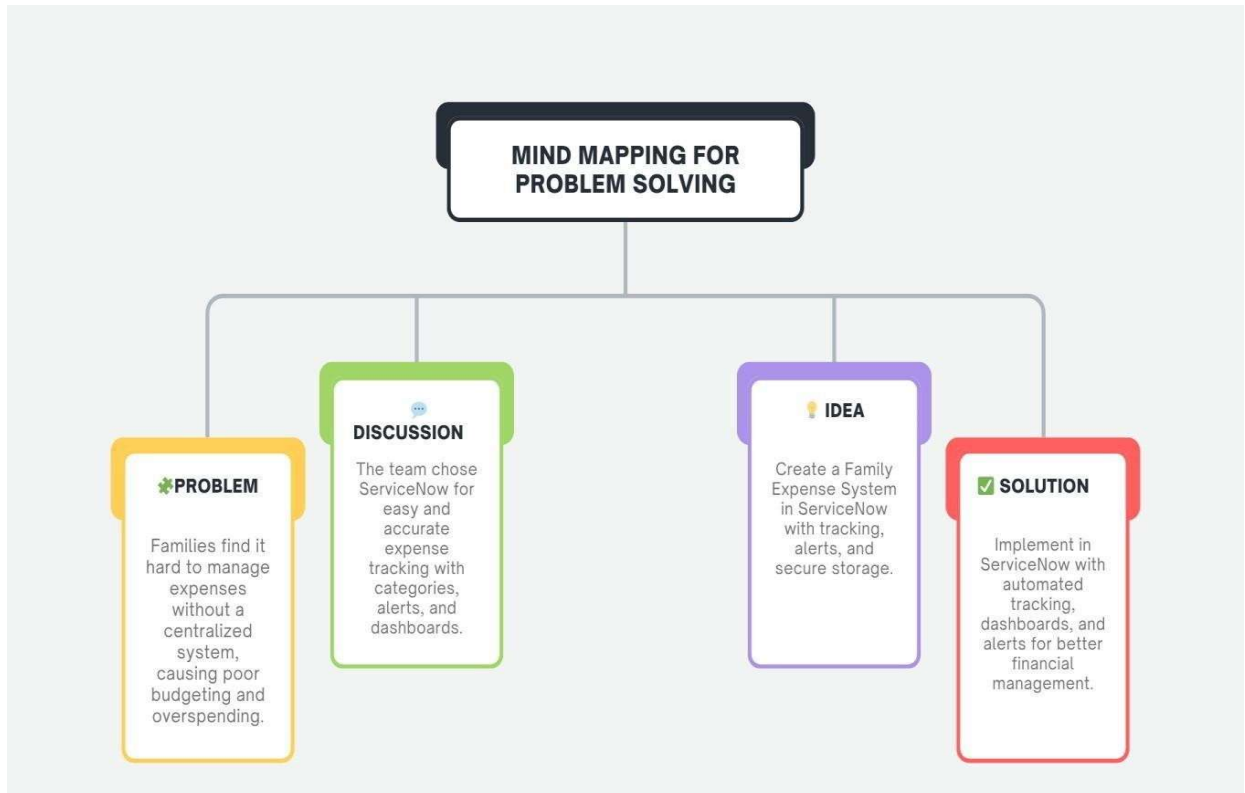 MIND MAPPING FOR
PROBLEM SOLVING
🧩PROBLEM
Families find it
hard to manage
expenses
without a
centralized
system,
causing poor
budgeting and
overspending.
💬
DISCUSSION
The team chose
ServiceNow for
easy and
accurate
expense
tracking with
categories,
alerts, and
dashboards.
💡 IDEA
Create a Family
Expense System
in ServiceNow
with tracking,
alerts, and
secure storage.
✅ SOLUTION
Implement in
ServiceNow with
automated
tracking,
dashboards, and
alerts for better
financial
management.